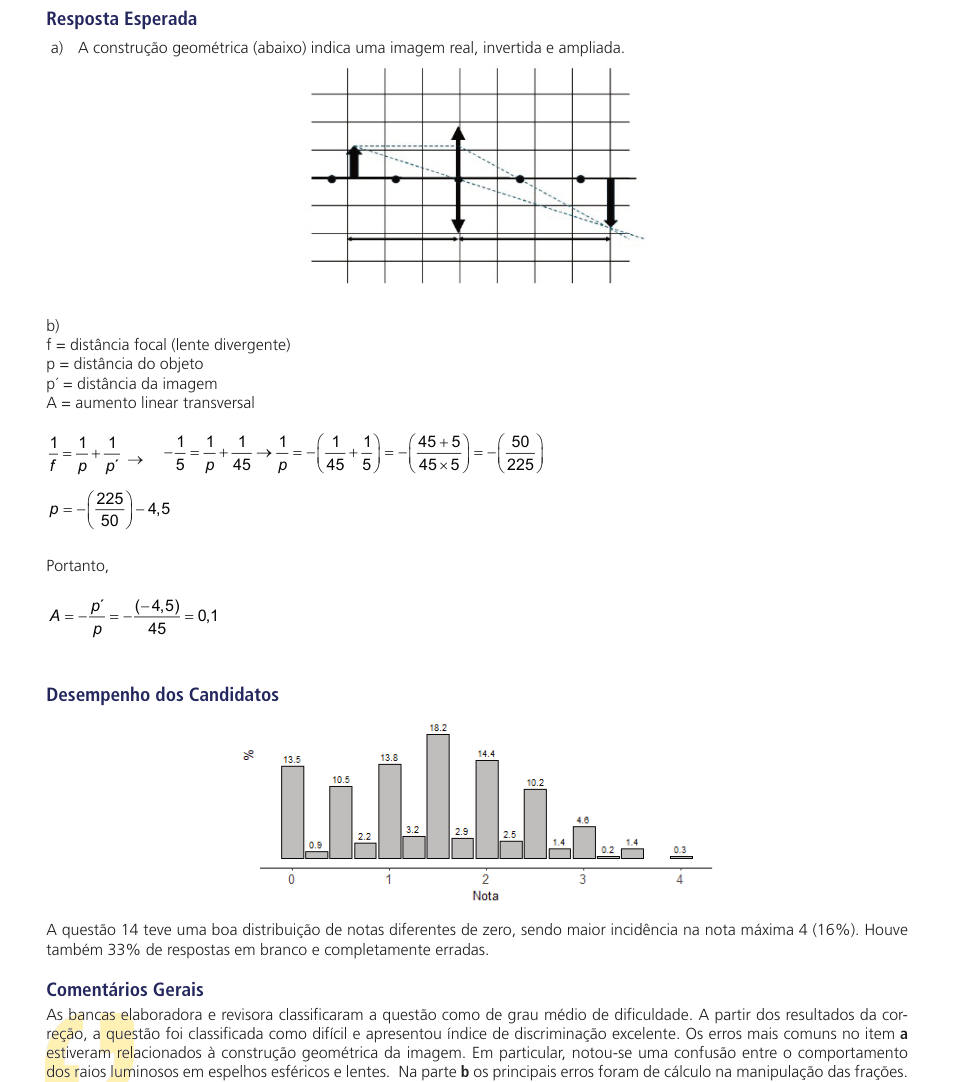 Resposta Esperada
a) A construção geométrica (abaixo) indica uma imagem real, invertida e ampliada.
b)
f = distância focal (lente divergente)
p = distância do objeto
p´ = distância da imagem
A = aumento linear transversal
1/f = 1/p + 1/p´ → -1/5 = 1/p + 1/45 → 1/p = -(1/45 + 1/5) = -((45 + 5)/(45 × 5)) = -(50/225)
p = -(225/50) - 4,5
Portanto,
A = -p´/p = -(-4,5)/45 = 0,1
Desempenho dos Candidatos
%
13.5 0.9 10.5 2.2 13.8 3.2 18.2 2.9 14.4 2.5 10.2 1.4 4.6 0.2 1.4 0.3
0 1 2 3 4
Nota
A questão 14 teve uma boa distribuição de notas diferentes de zero, sendo maior incidência na nota máxima 4 (16%). Houve
também 33% de respostas em branco e completamente erradas.
Comentários Gerais
As bancas elaboradora e revisora classificaram a questão como de grau médio de dificuldade. A partir dos resultados da cor-
reção, a questão foi classificada como difícil e apresentou índice de discriminação excelente. Os erros mais comuns no item a
estiveram relacionados à construção geométrica da imagem. Em particular, notou-se uma confusão entre o comportamento
dos raios luminosos em espelhos esféricos e lentes. Na parte b os principais erros foram de cálculo na manipulação das frações.